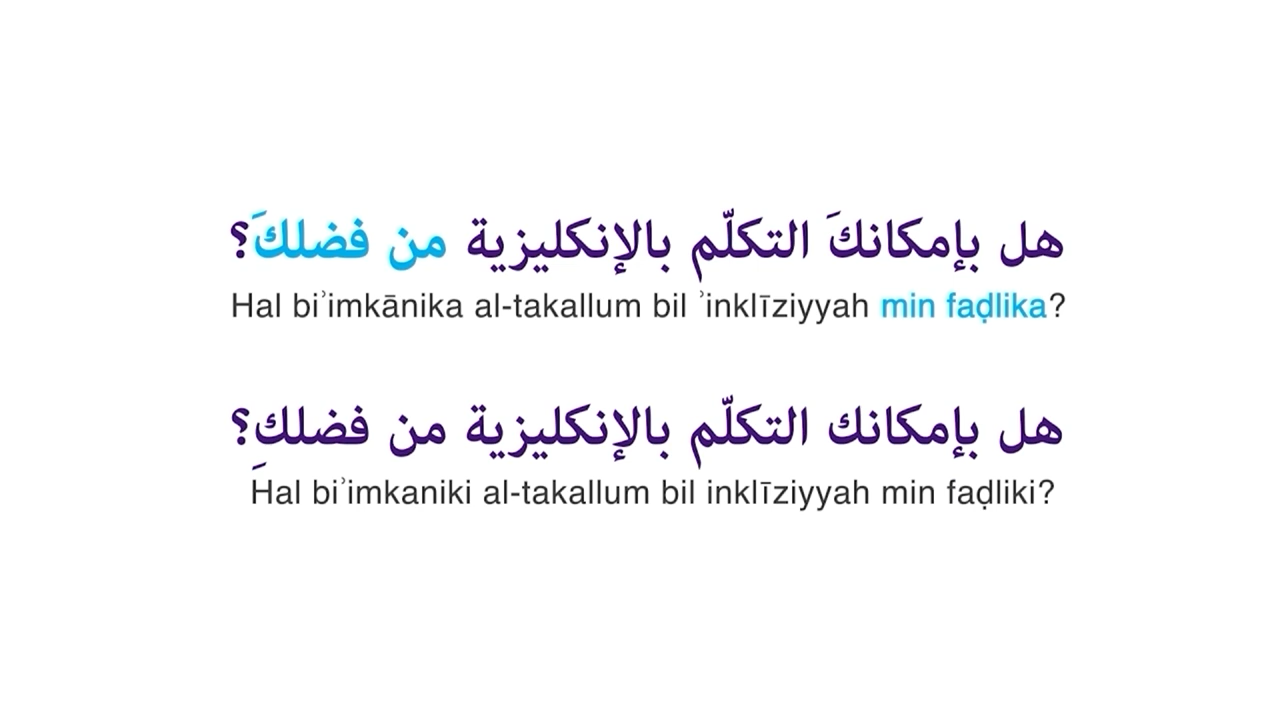 هل بإمكانكَ التكلّم بالإنكليزية من فضلكَ؟
Hal biʾimkānika al-takallum bil ʾinklīziyyah min faḍlika?
هل بإمكانك التكلّم بالإنكليزية من فضلكِ؟
Hal biʾimkaniki al-takallum bil inklīziyyah min faḍliki?